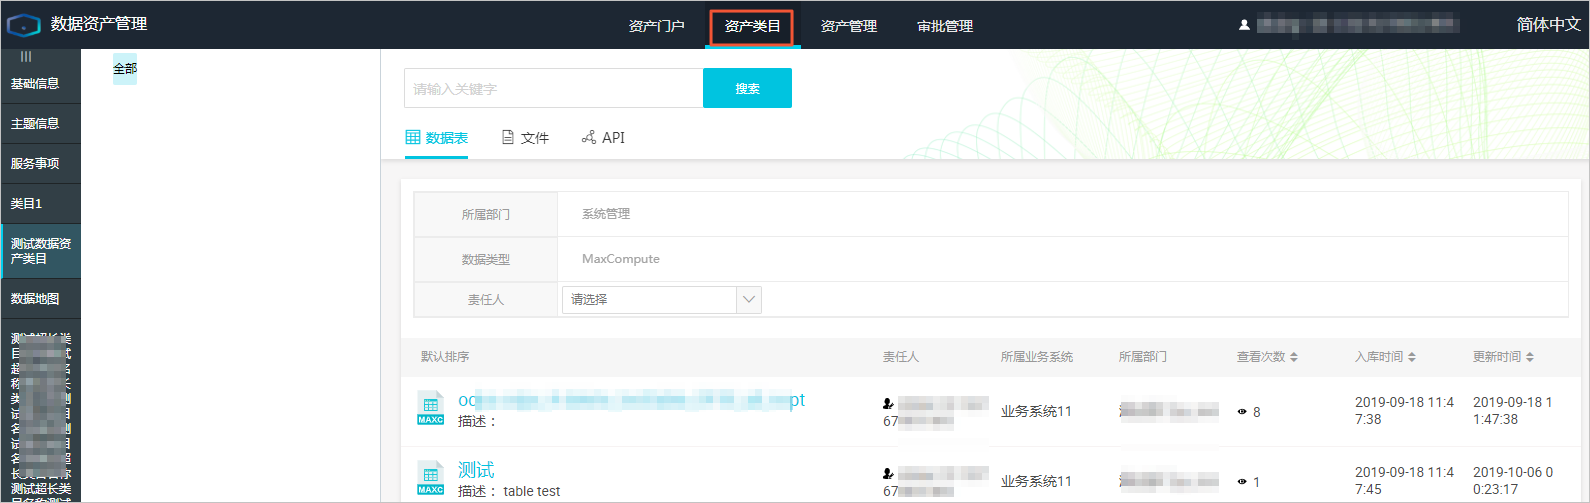 数据资产管理
资产门户
资产类目
资产管理
审批管理
简体中文
基础信息
主题信息
服务事项
类目1
测试数据资
产类目
数据地图
全部
请输入关键字
搜索
数据表
文件
API
所属部门
系统管理
数据类型
MaxCompute
责任人
请选择
默认排序
责任人
所属业务系统
所属部门
查看次数
入库时间
更新时间
MAXC
描述：
67
业务系统11
8
2019-09-18 11:4
7:38
2019-09-18 1
1:47:38
MAXC
测试
描述： table test
67
业务系统11
1
2019-09-18 11:4
7:45
2019-10-06 0
0:23:17
测试超长类